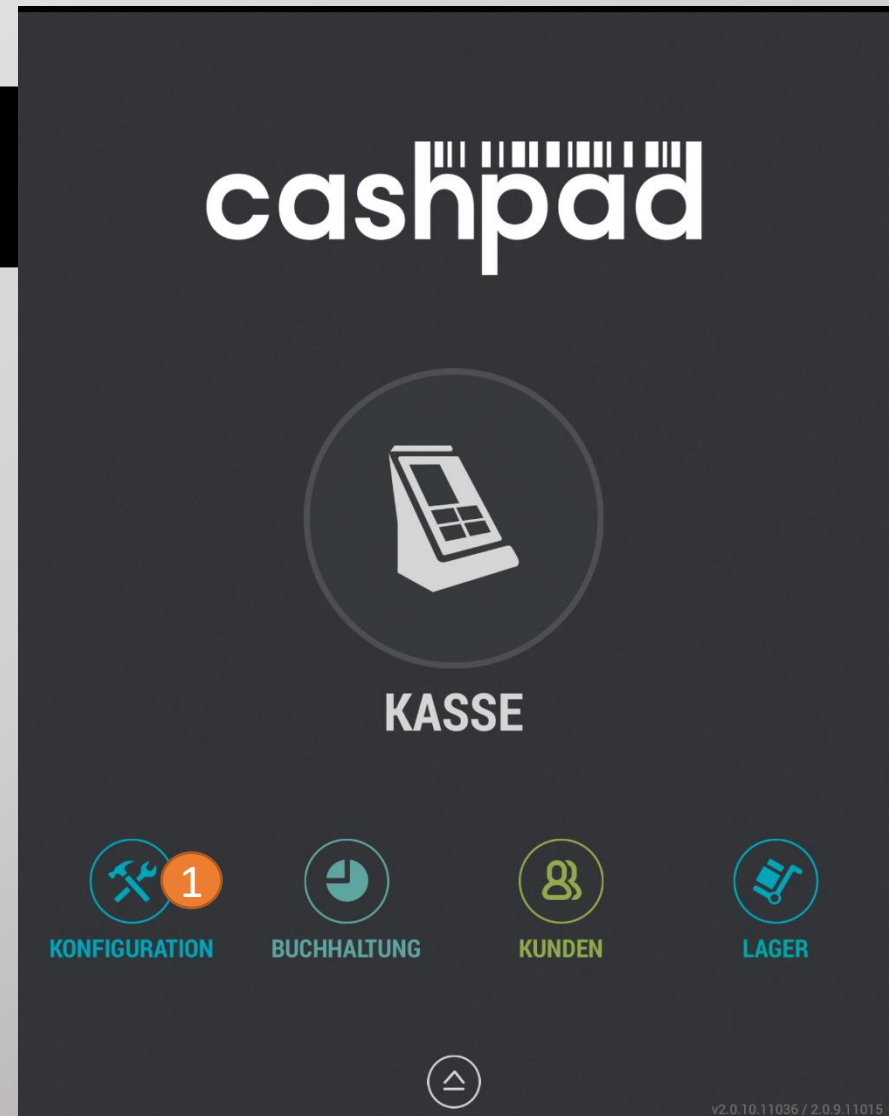 cashpad
KASSE
1
KONFIGURATION
BUCHHALTUNG
KUNDEN
LAGER
v2.0.10.11036 / 2.0.9.11015